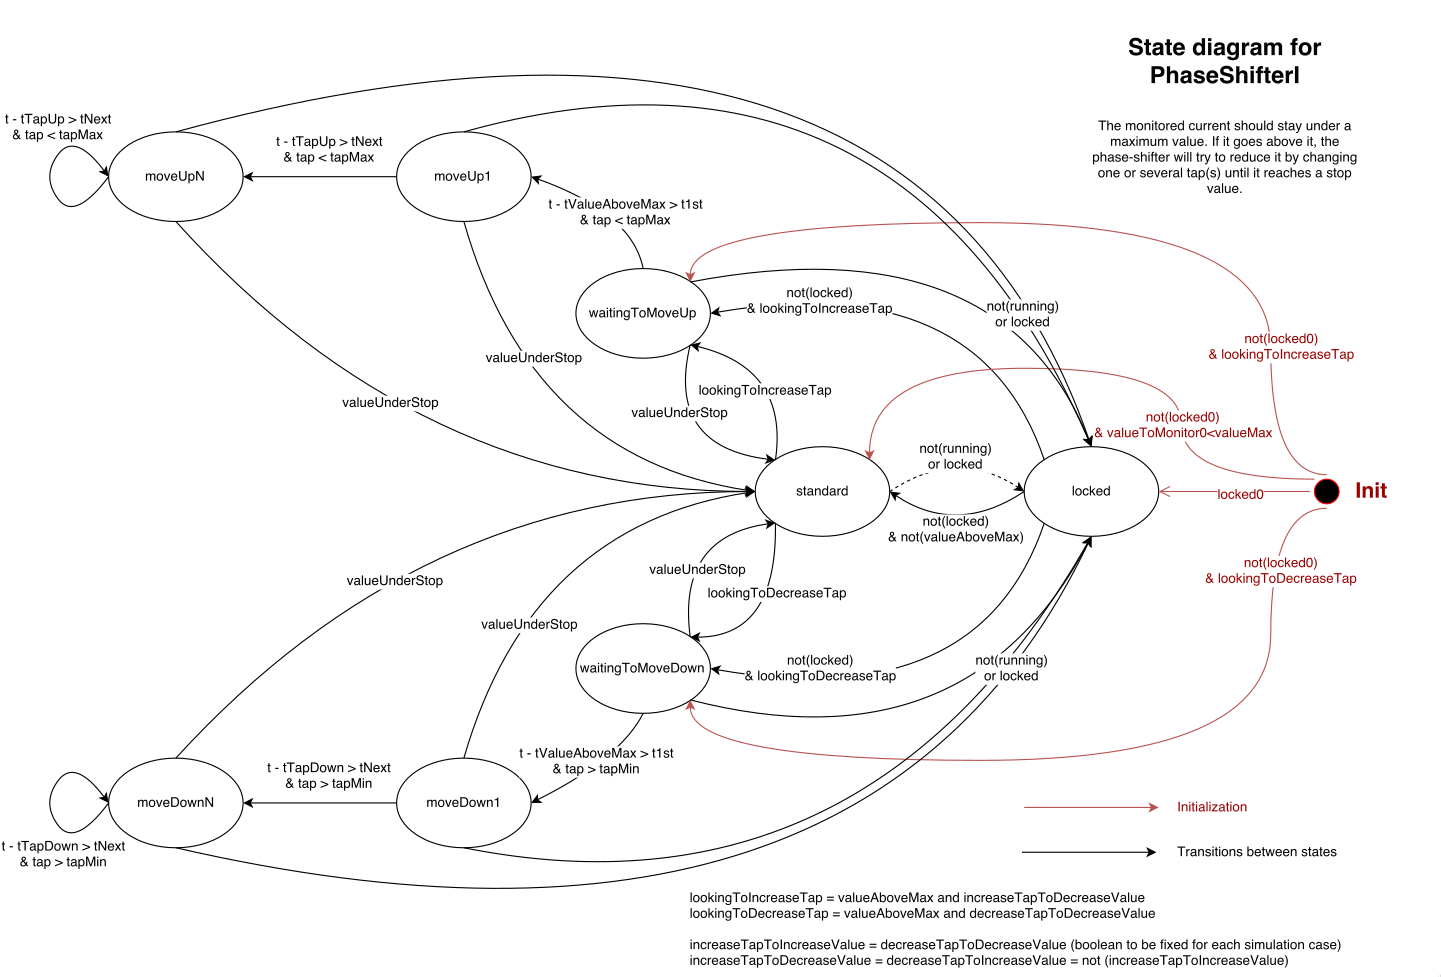 State diagram for
PhaseShifterI
The monitored current should stay under a
maximum value. If it goes above it, the
phase-shifter will try to reduce it by changing
one or several tap(s) until it reaches a stop
value.
t - tTapUp > tNext
& tap < tapMax
moveUpN
t - tTapUp > tNext
& tap < tapMax
moveUp1
t - tValueAboveMax > t1st
& tap < tapMax
waitingToMoveUp
not(locked)
& lookingToIncreaseTap
not(running)
or locked
not(locked0)
& lookingToIncreaseTap
valueUnderStop
valueUnderStop
valueUnderStop
lookingToIncreaseTap
not(locked0)
& valueToMonitor0<valueMax
not(running)
or locked
standard
locked
locked0
Init
not(locked)
& not(valueAboveMax)
valueUnderStop
valueUnderStop
valueUnderStop
lookingToDecreaseTap
not(locked0)
& lookingToDecreaseTap
waitingToMoveDown
not(locked)
& lookingToDecreaseTap
not(running)
or locked
t - tValueAboveMax > t1st
& tap > tapMin
t - tTapDown > tNext
& tap > tapMin
moveDownN
moveDown1
t - tTapDown > tNext
& tap > tapMin
Initialization
Transitions between states
lookingToIncreaseTap = valueAboveMax and increaseTapToDecreaseValue
lookingToDecreaseTap = valueAboveMax and decreaseTapToDecreaseValue
increaseTapToIncreaseValue = decreaseTapToDecreaseValue (boolean to be fixed for each simulation case)
increaseTapToDecreaseValue = decreaseTapToIncreaseValue = not (increaseTapToIncreaseValue)